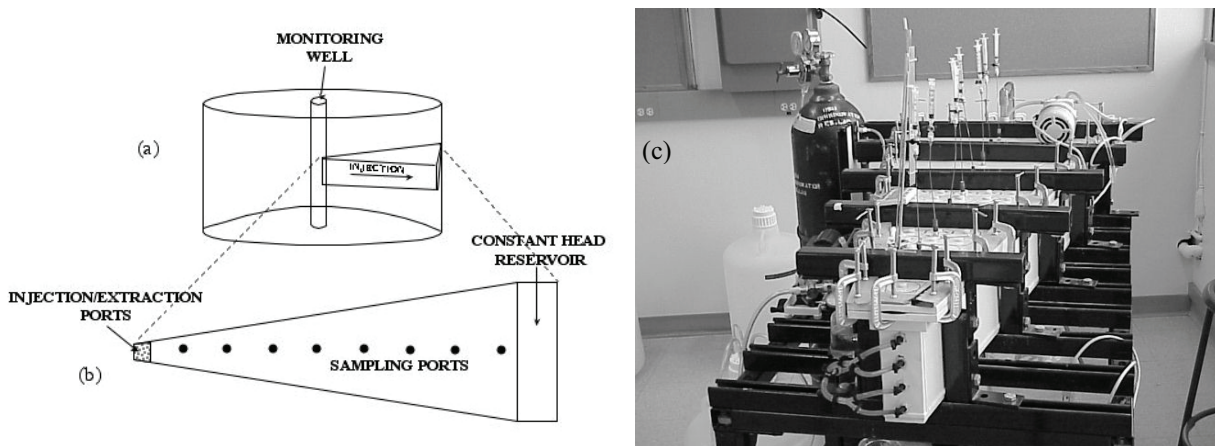 MONITORING
WELL
(a)
INJECTION
CONSTANT HEAD
RESERVOIR
INJECTION/EXTRACTION
PORTS
SAMPLING PORTS
(b)
(c)